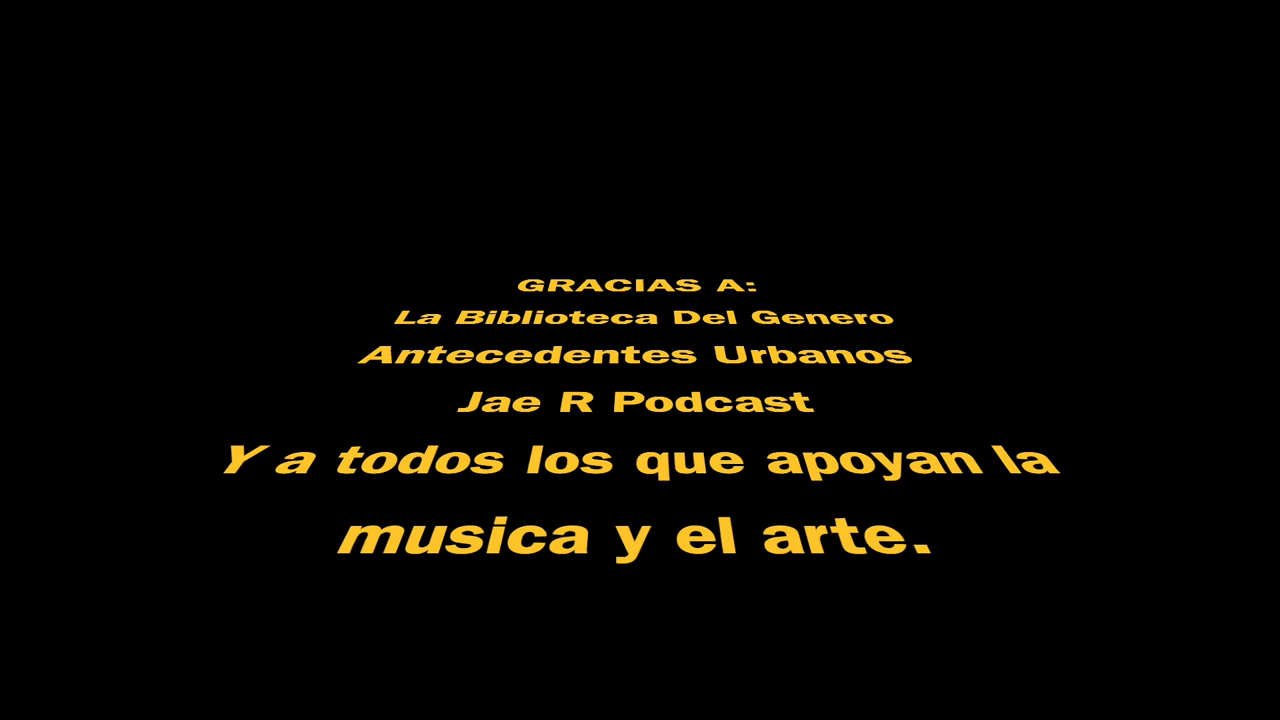 GRACIAS A:
La Biblioteca Del Genero
Antecedentes Urbanos
Jae R Podcast
Y a todos los que apoyan la
musica y el arte.